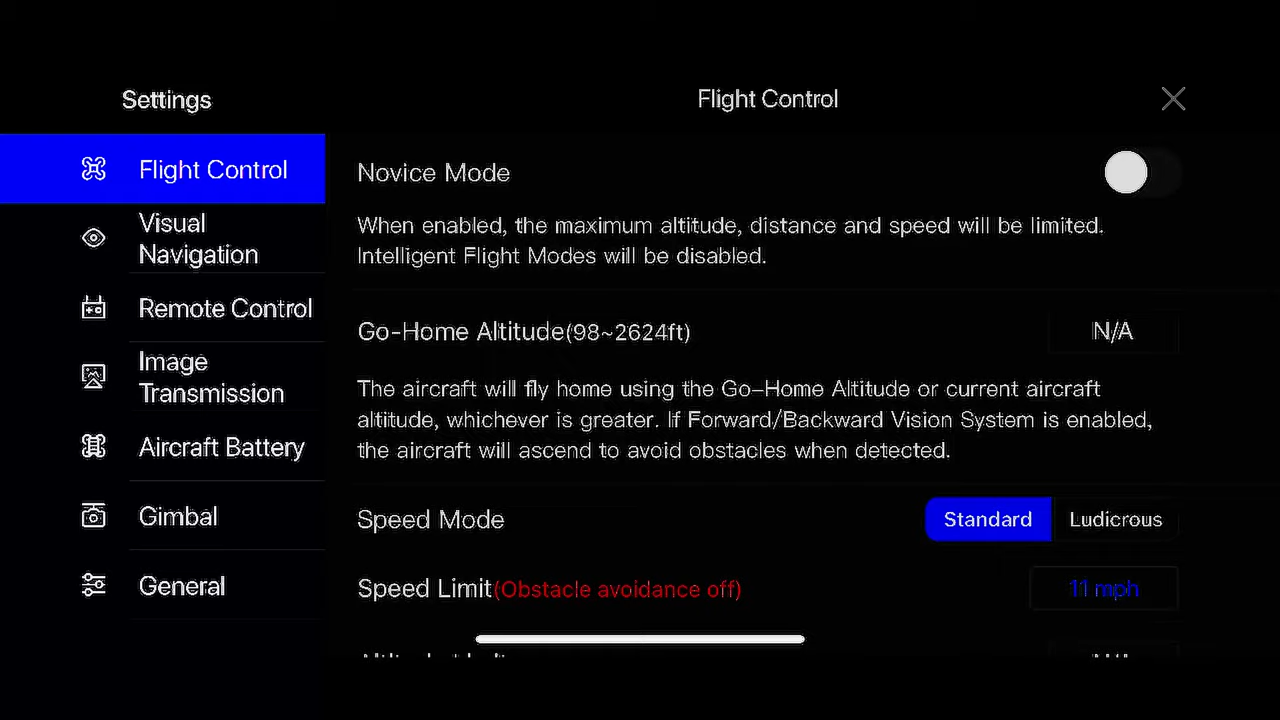 Settings
Flight Control
Flight Control
Visual
Navigation
Remote Control
Image
Transmission
Aircraft Battery
Gimbal
General
Novice Mode
When enabled, the maximum altitude, distance and speed will be limited.
Intelligent Flight Modes will be disabled.
Go-Home Altitude(98~2624ft)
N/A
The aircraft will fly home using the Go-Home Altitude or current aircraft
altitude, whichever is greater. If Forward/Backward Vision System is enabled,
the aircraft will ascend to avoid obstacles when detected.
Speed Mode
Standard
Ludicrous
Speed Limit(Obstacle avoidance off)
11 mph